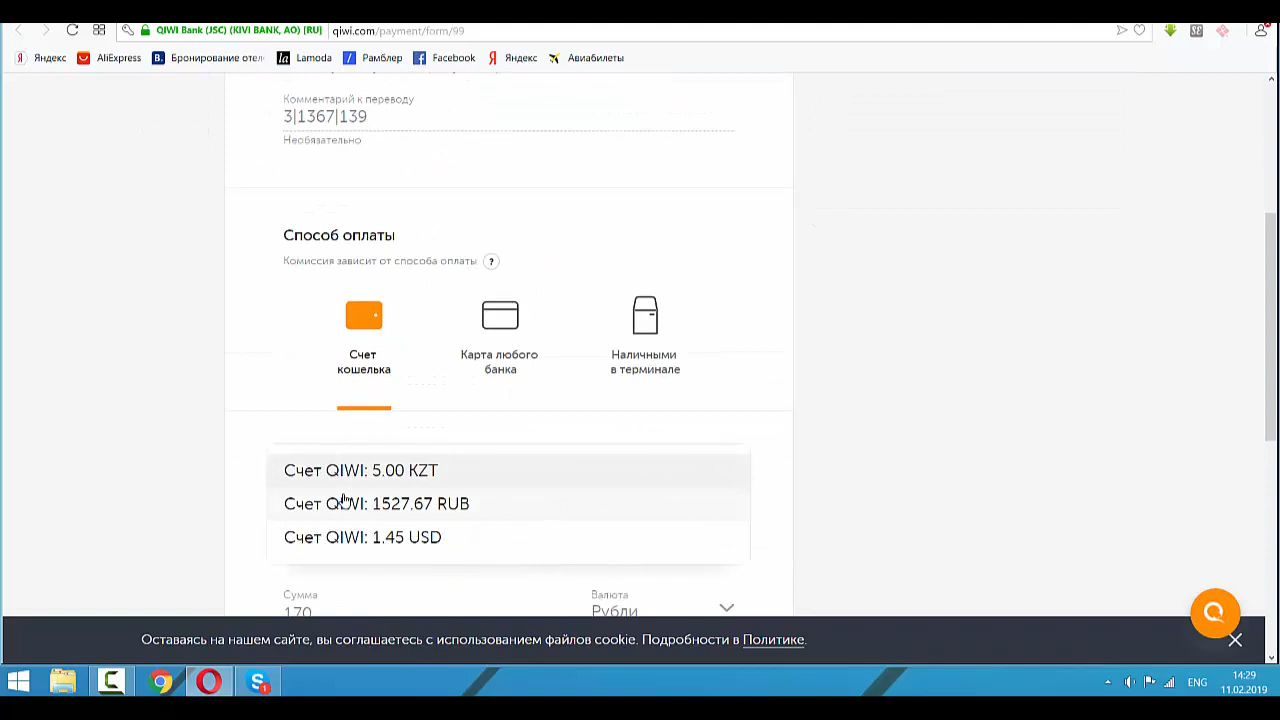 QIWI Bank (JSC) (KIVI BANK, AO) [RU] qiwi.com/payment/form/99
Яндекс AliExpress Бронирование отел Lamoda Рамблер Facebook Яндекс Авиабилеты
Комментарий к переводу
3|1367|139
Необязательно
Способ оплаты
Комиссия зависит от способа оплаты ?
Счет
кошелька
Карта любого
банка
Наличными
в терминале
Счет QIWI: 5.00 KZT
Счет QIWI: 1527.67 RUB
Счет QIWI: 1.45 USD
Сумма
170
Валюта
Рубли
Оставаясь на нашем сайте, вы соглашаетесь с использованием файлов cookie. Подробности в Политике.
ENG
14:29
11.02.2019